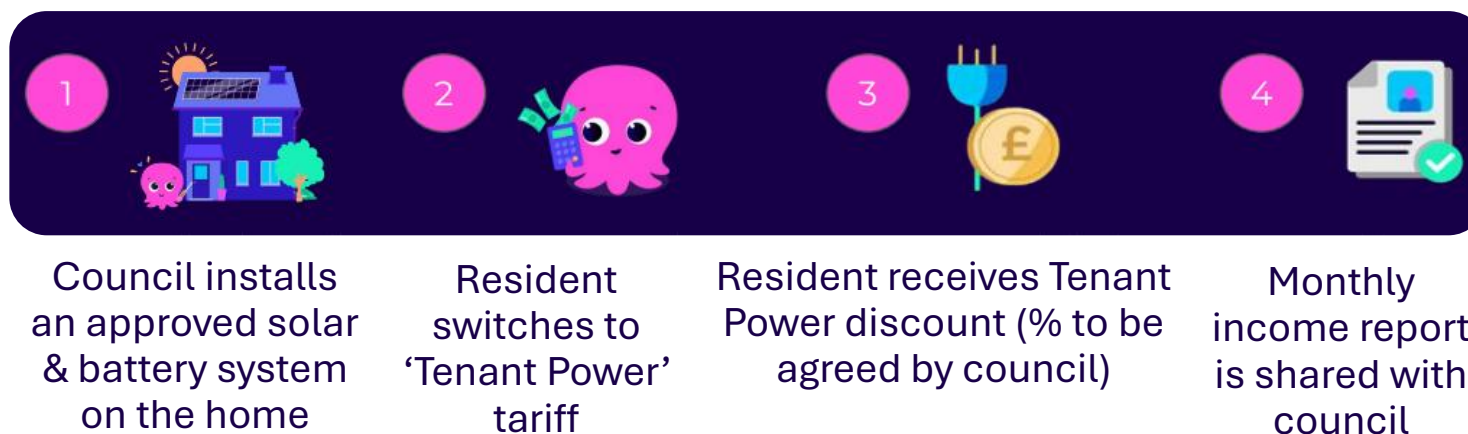 1
2
3
£
4
Council installs
an approved solar
& battery system
on the home
Resident
switches to
‘Tenant Power’
tariff
Resident receives Tenant
Power discount (% to be
agreed by council)
Monthly
income report
is shared with
council